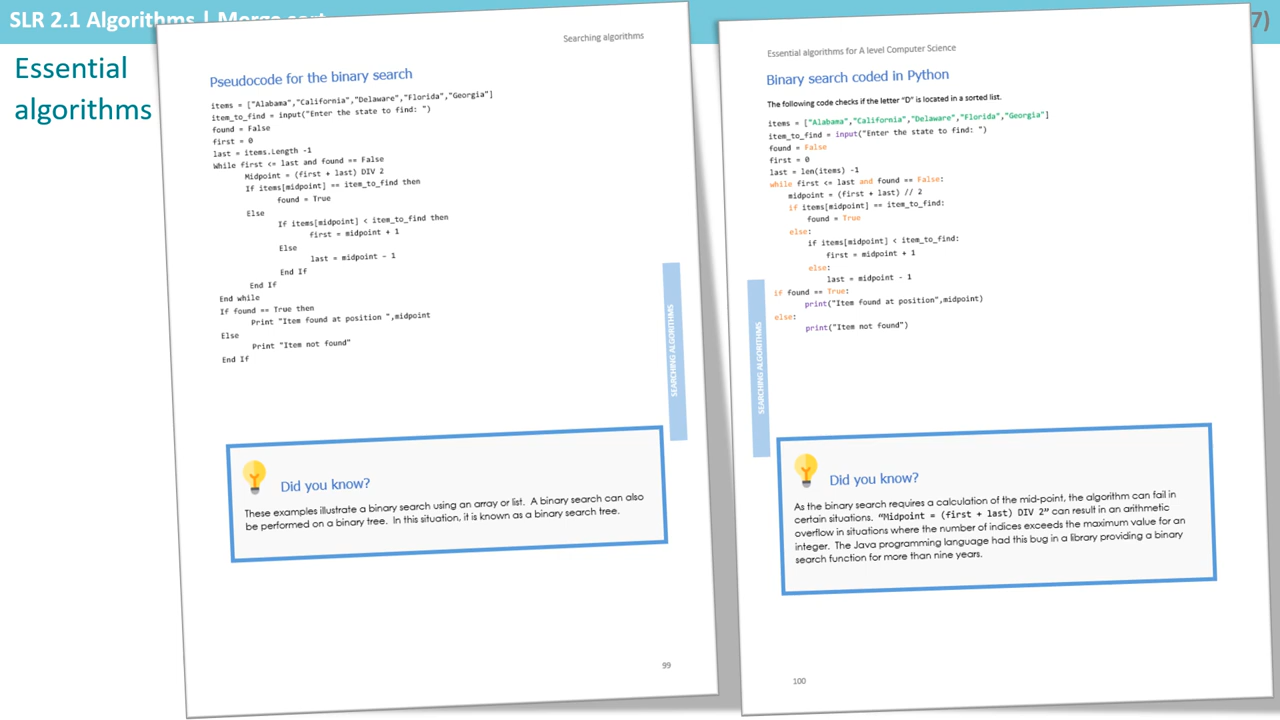 SLR 2.1 Algorithms | Merge sort
7)
Essential
algorithms
Searching algorithms
Pseudocode for the binary search
items = ["Alabama","California","Delaware","Florida","Georgia"]
item_to_find = input("Enter the state to find: ")
found = False
first = 0
last = items.Length -1
While first <= last and found == False
Midpoint = (first + last) DIV 2
If items[midpoint] == item_to_find then
found = True
Else
If items[midpoint] < item_to_find then
first = midpoint + 1
Else
last = midpoint - 1
End If
End If
End while
If found == True then
Print "Item found at position ",midpoint
Else
Print "Item not found"
End If
SEARCHING ALGORITHMS
Did you know?
These examples illustrate a binary search using an array or list. A binary search can also
be performed on a binary tree. In this situation, it is known as a binary search tree.
99
Essential algorithms for A level Computer Science
Binary search coded in Python
The following code checks if the letter "D" is located in a sorted list.
items = ["Alabama","California","Delaware","Florida","Georgia"]
item_to_find = input("Enter the state to find: ")
found = False
first = 0
last = len(items) -1
while first <= last and found == False:
midpoint = (first + last) // 2
if items[midpoint] == item_to_find:
found = True
else:
if items[midpoint] < item_to_find:
first = midpoint + 1
else:
last = midpoint - 1
if found == True:
print("Item found at position",midpoint)
else:
print("Item not found")
SEARCHING ALGORITHMS
Did you know?
As the binary search requires a calculation of the mid-point, the algorithm can fail in
certain situations. "Midpoint = (first + last) DIV 2" can result in an arithmetic
overflow in situations where the number of indices exceeds the maximum value for an
integer. The Java programming language had this bug in a library providing a binary
search function for more than nine years.
100